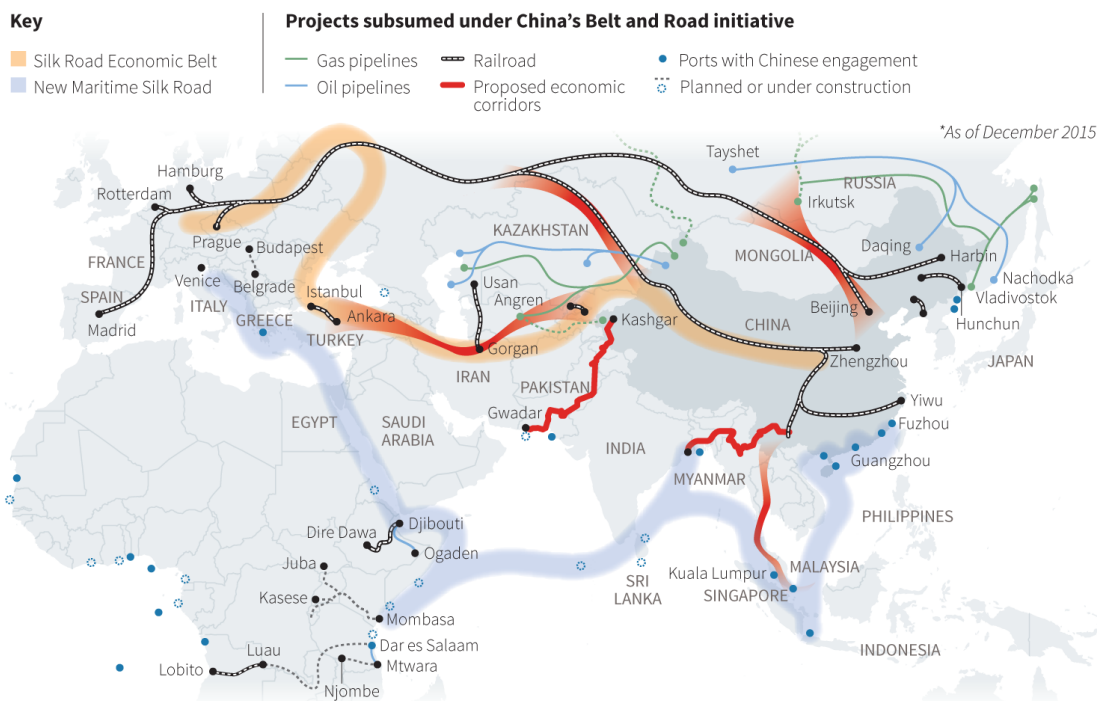 Key
Silk Road Economic Belt
New Maritime Silk Road
Projects subsumed under China's Belt and Road initiative
Gas pipelines
Oil pipelines
Railroad
Proposed economic
corridors
Ports with Chinese engagement
Planned or under construction
*As of December 2015
Hamburg
Rotterdam
Prague
Budapest
FRANCE
Venice
Belgrade
ITALY
SPAIN
Madrid
GREECE
Istanbul
Ankara
TURKEY
KAZAKHSTAN
Usan
Angren
Gorgan
IRAN
Kashgar
PAKISTAN
Gwadar
Tayshet
RUSSIA
Irkutsk
MONGOLIA
Daqing
Harbin
Nachodka
Vladivostok
Beijing
Hunchun
CHINA
Zhengzhou
JAPAN
Yiwu
Fuzhou
Guangzhou
EGYPT
SAUDI
ARABIA
INDIA
MYANMAR
PHILIPPINES
Djibouti
Dire Dawa
Ogaden
Juba
Kasese
Mombasa
SRI
LANKA
Kuala Lumpur
MALAYSIA
SINGAPORE
INDONESIA
Dar es Salaam
Luau
Lobito
Mtwara
Njombe